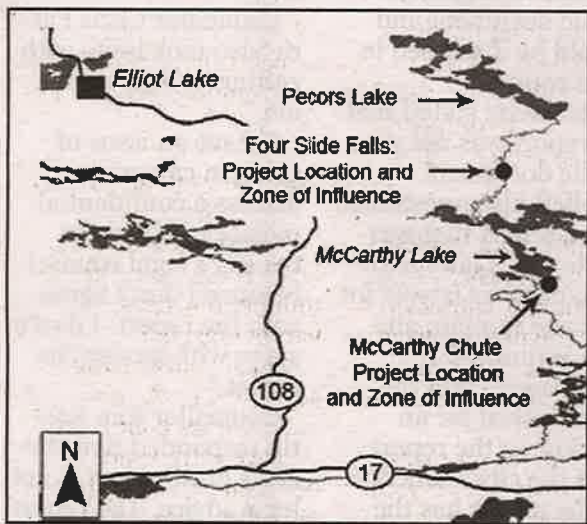 Elliot Lake
Pecors Lake
Four Slide Falls:
Project Location and
Zone of Influence
McCarthy Lake
McCarthy Chute
Project Location
and Zone of Influence
108
N
17